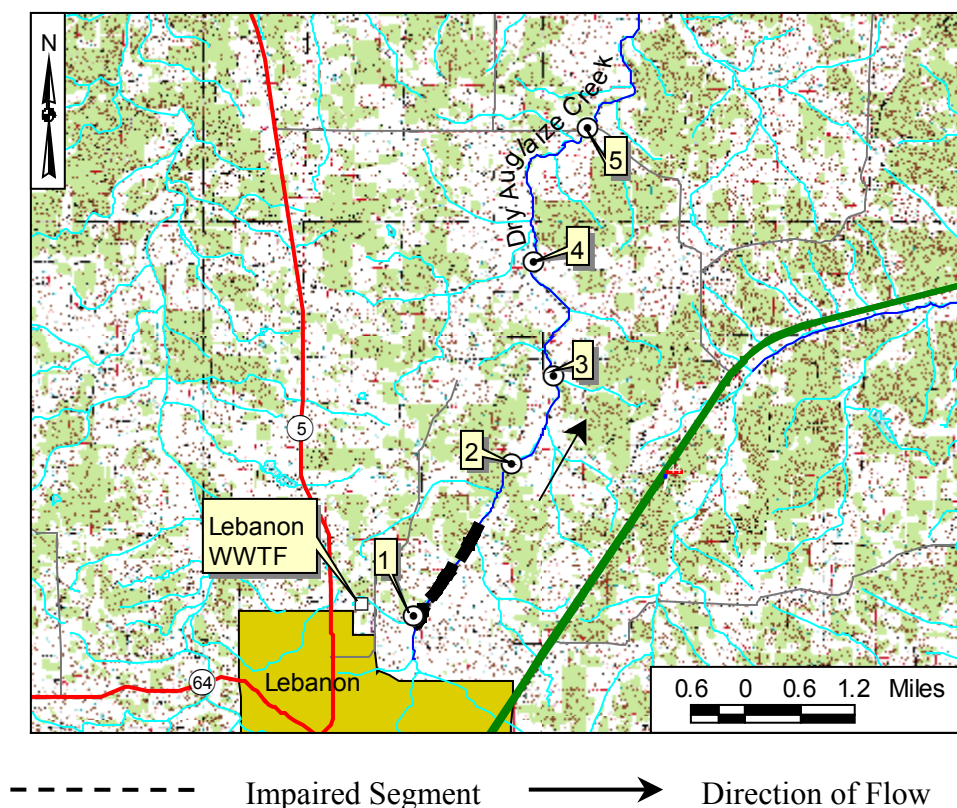 N
Dry Auglaize Creek
5
4
3
5
2
Lebanon
WWTF
1
64
Lebanon
0.6 0 0.6 1.2 Miles
Impaired Segment
Direction of Flow